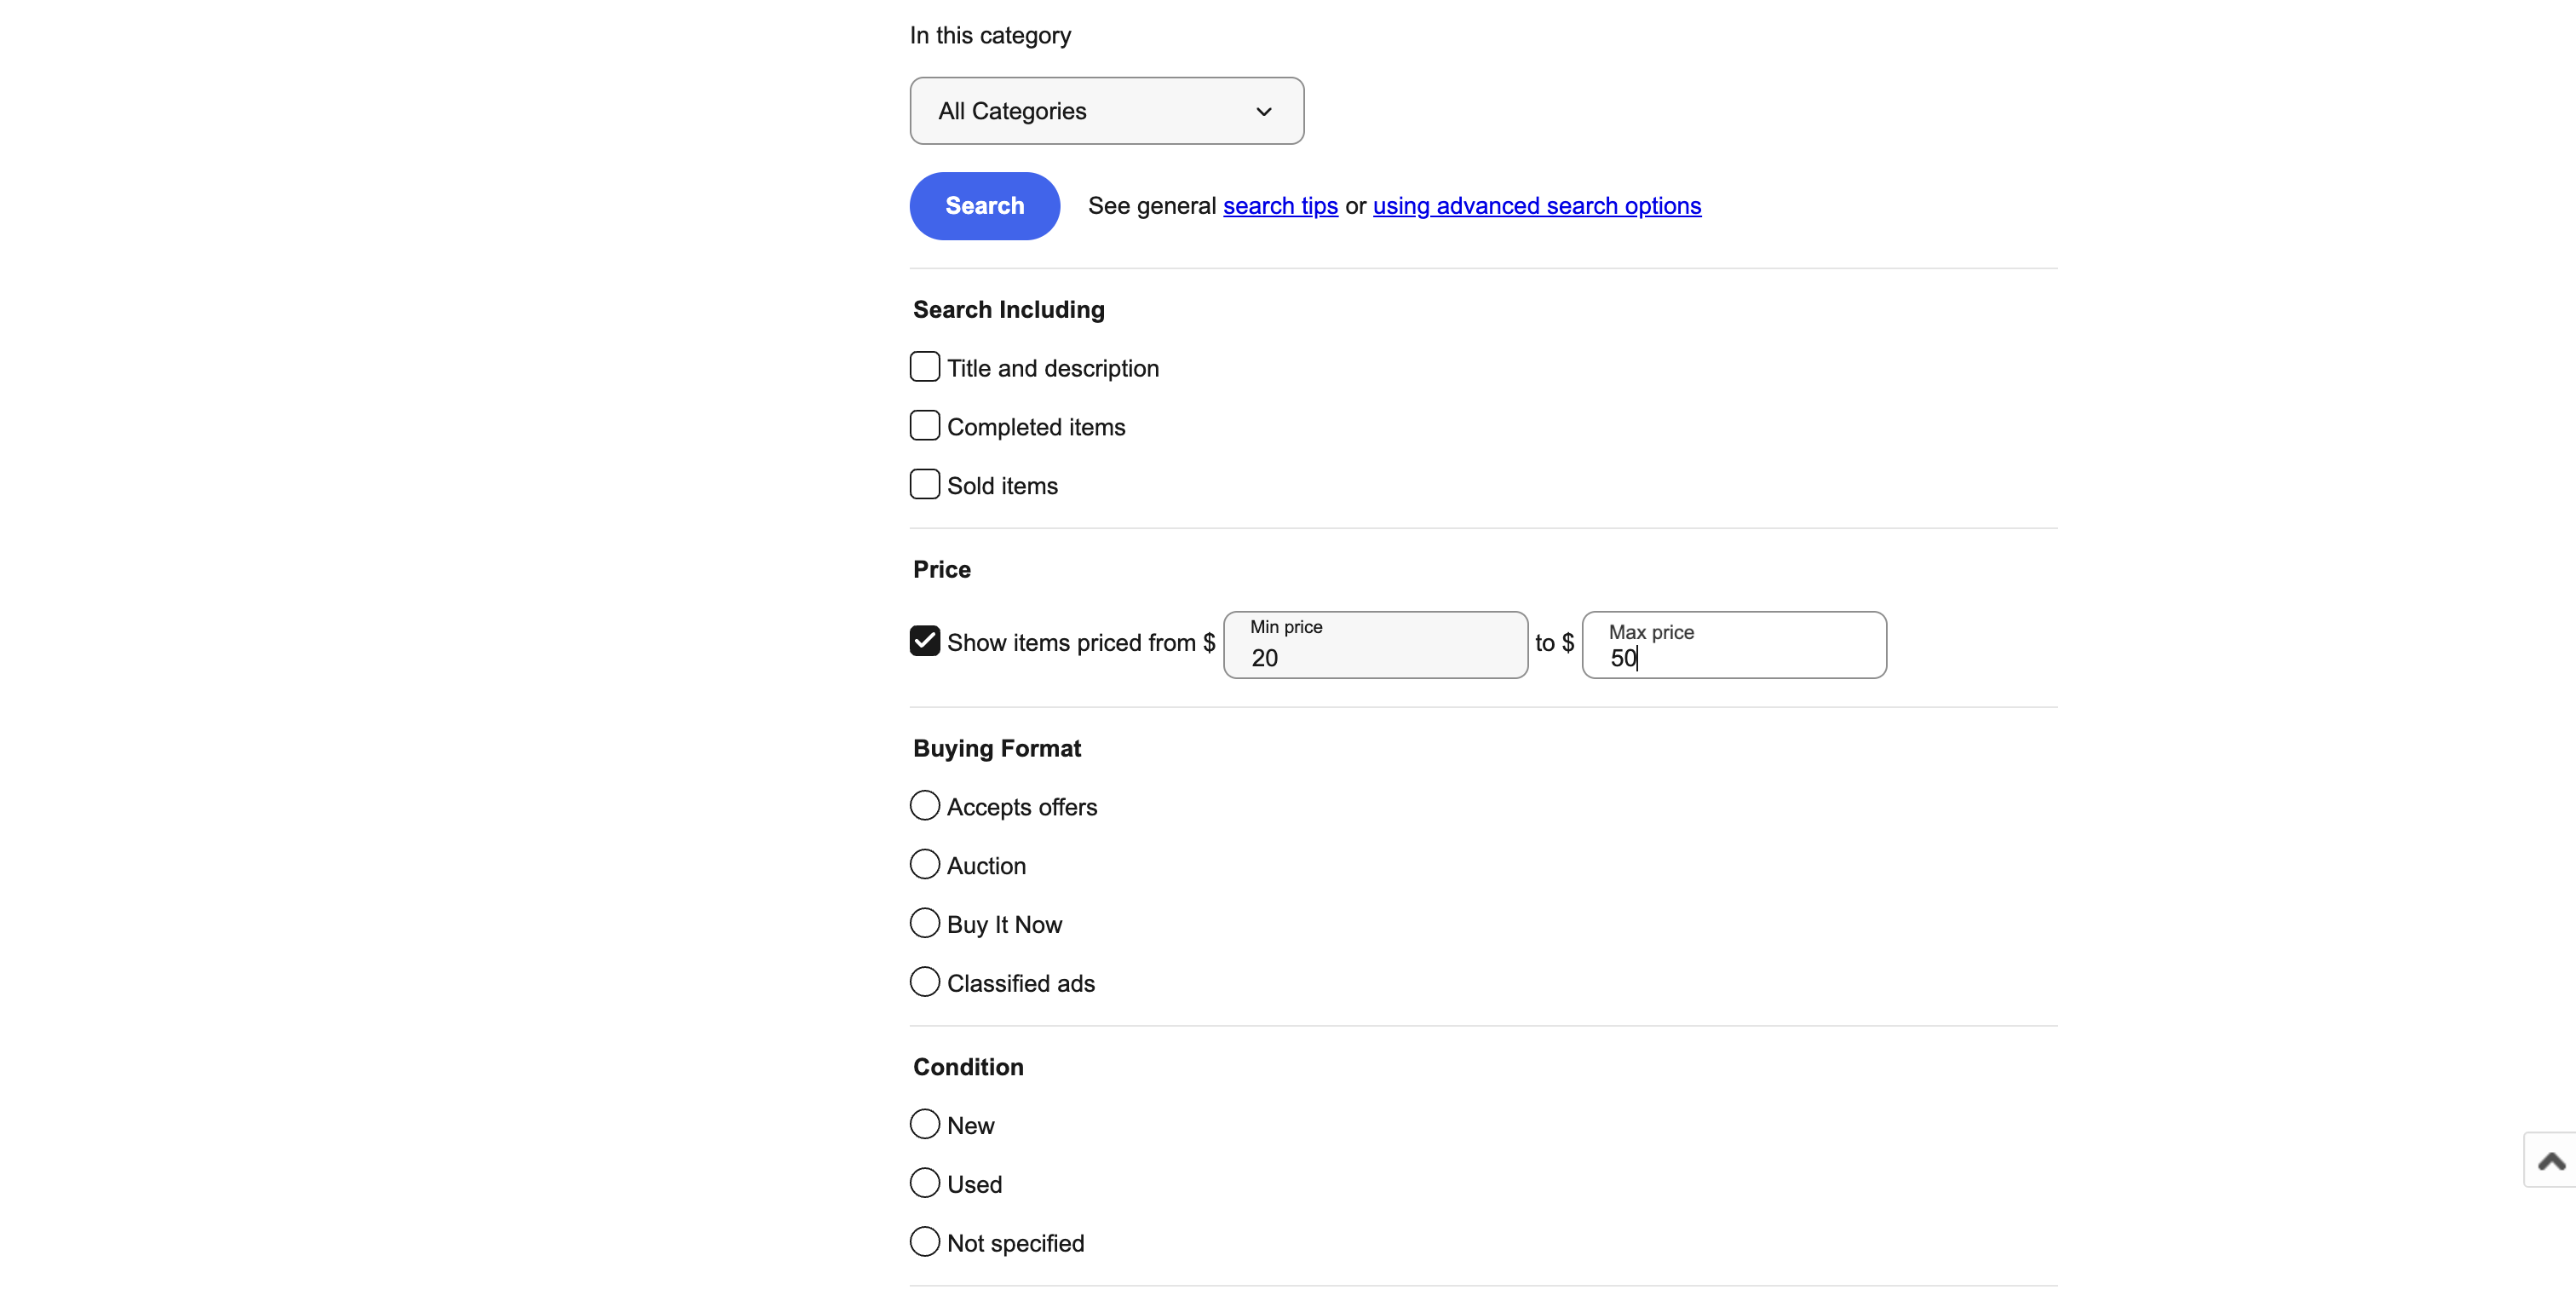 In this category
All Categories
Search See general search tips or using advanced search options
Search Including
Title and description
Completed items
Sold items
Price
Show items priced from $ Min price 20 to $ Max price 50
Buying Format
Accepts offers
Auction
Buy It Now
Classified ads
Condition
New
Used
Not specified